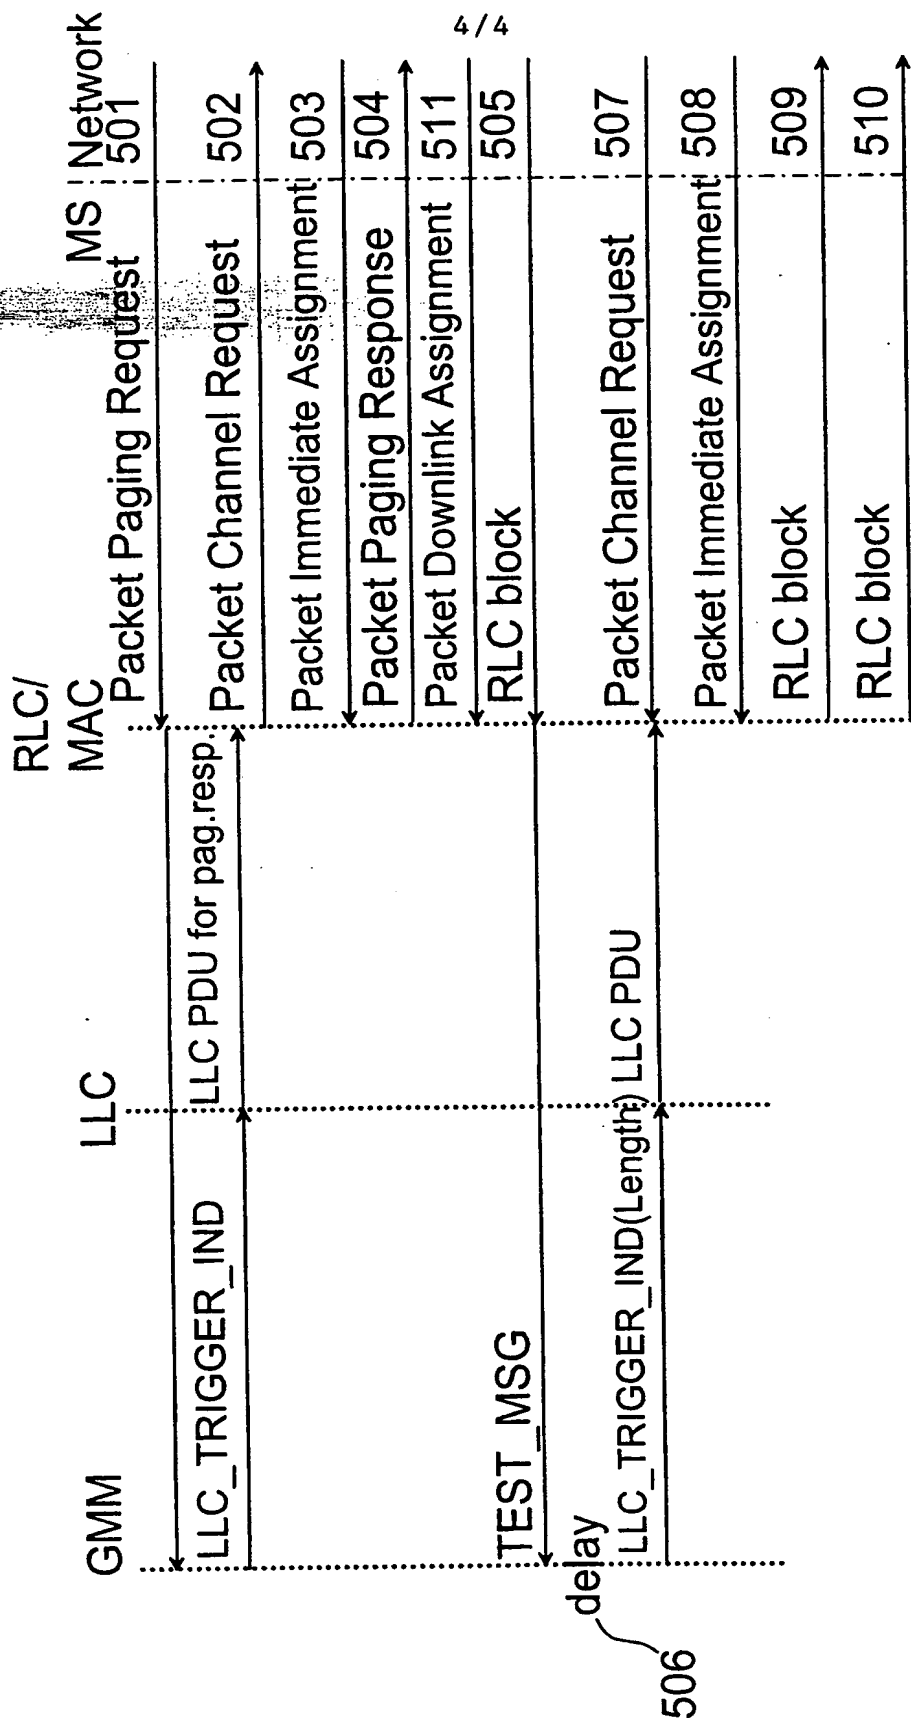 4/4
GMM
LLC
RLC/
MAC
MS
Network
Packet Paging Request
501
LLC_TRIGGER_IND
LLC PDU for pag.resp.
Packet Channel Request
502
Packet Immediate Assignment
503
Packet Paging Response
504
Packet Downlink Assignment
511
TEST_MSG
RLC block
505
delay
506
LLC_TRIGGER_IND(Length)
LLC PDU
Packet Channel Request
507
Packet Immediate Assignment
508
RLC block
509
RLC block
510